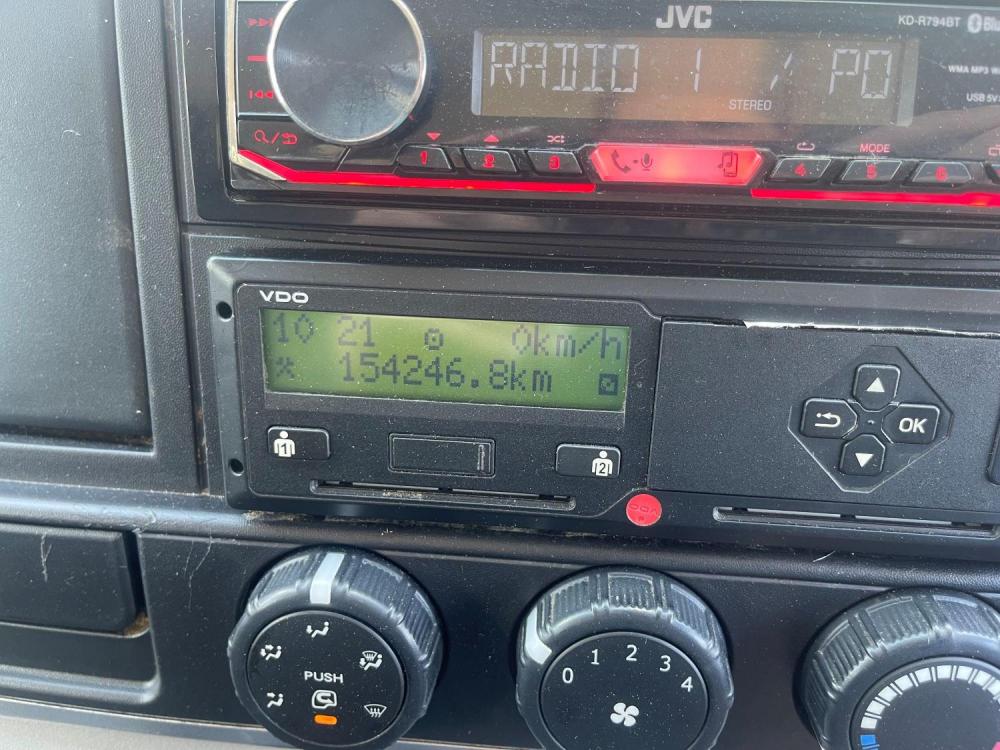 JVC
KD-R794BT
RADIO 1 / PO
STEREO
WMA MP3
USB 5V
1 2 3 4 5 6
MODE
VDO
10 21 0km/h
154246.8km
1
2
OK
VDO
PUSH
0 1 2 3 4